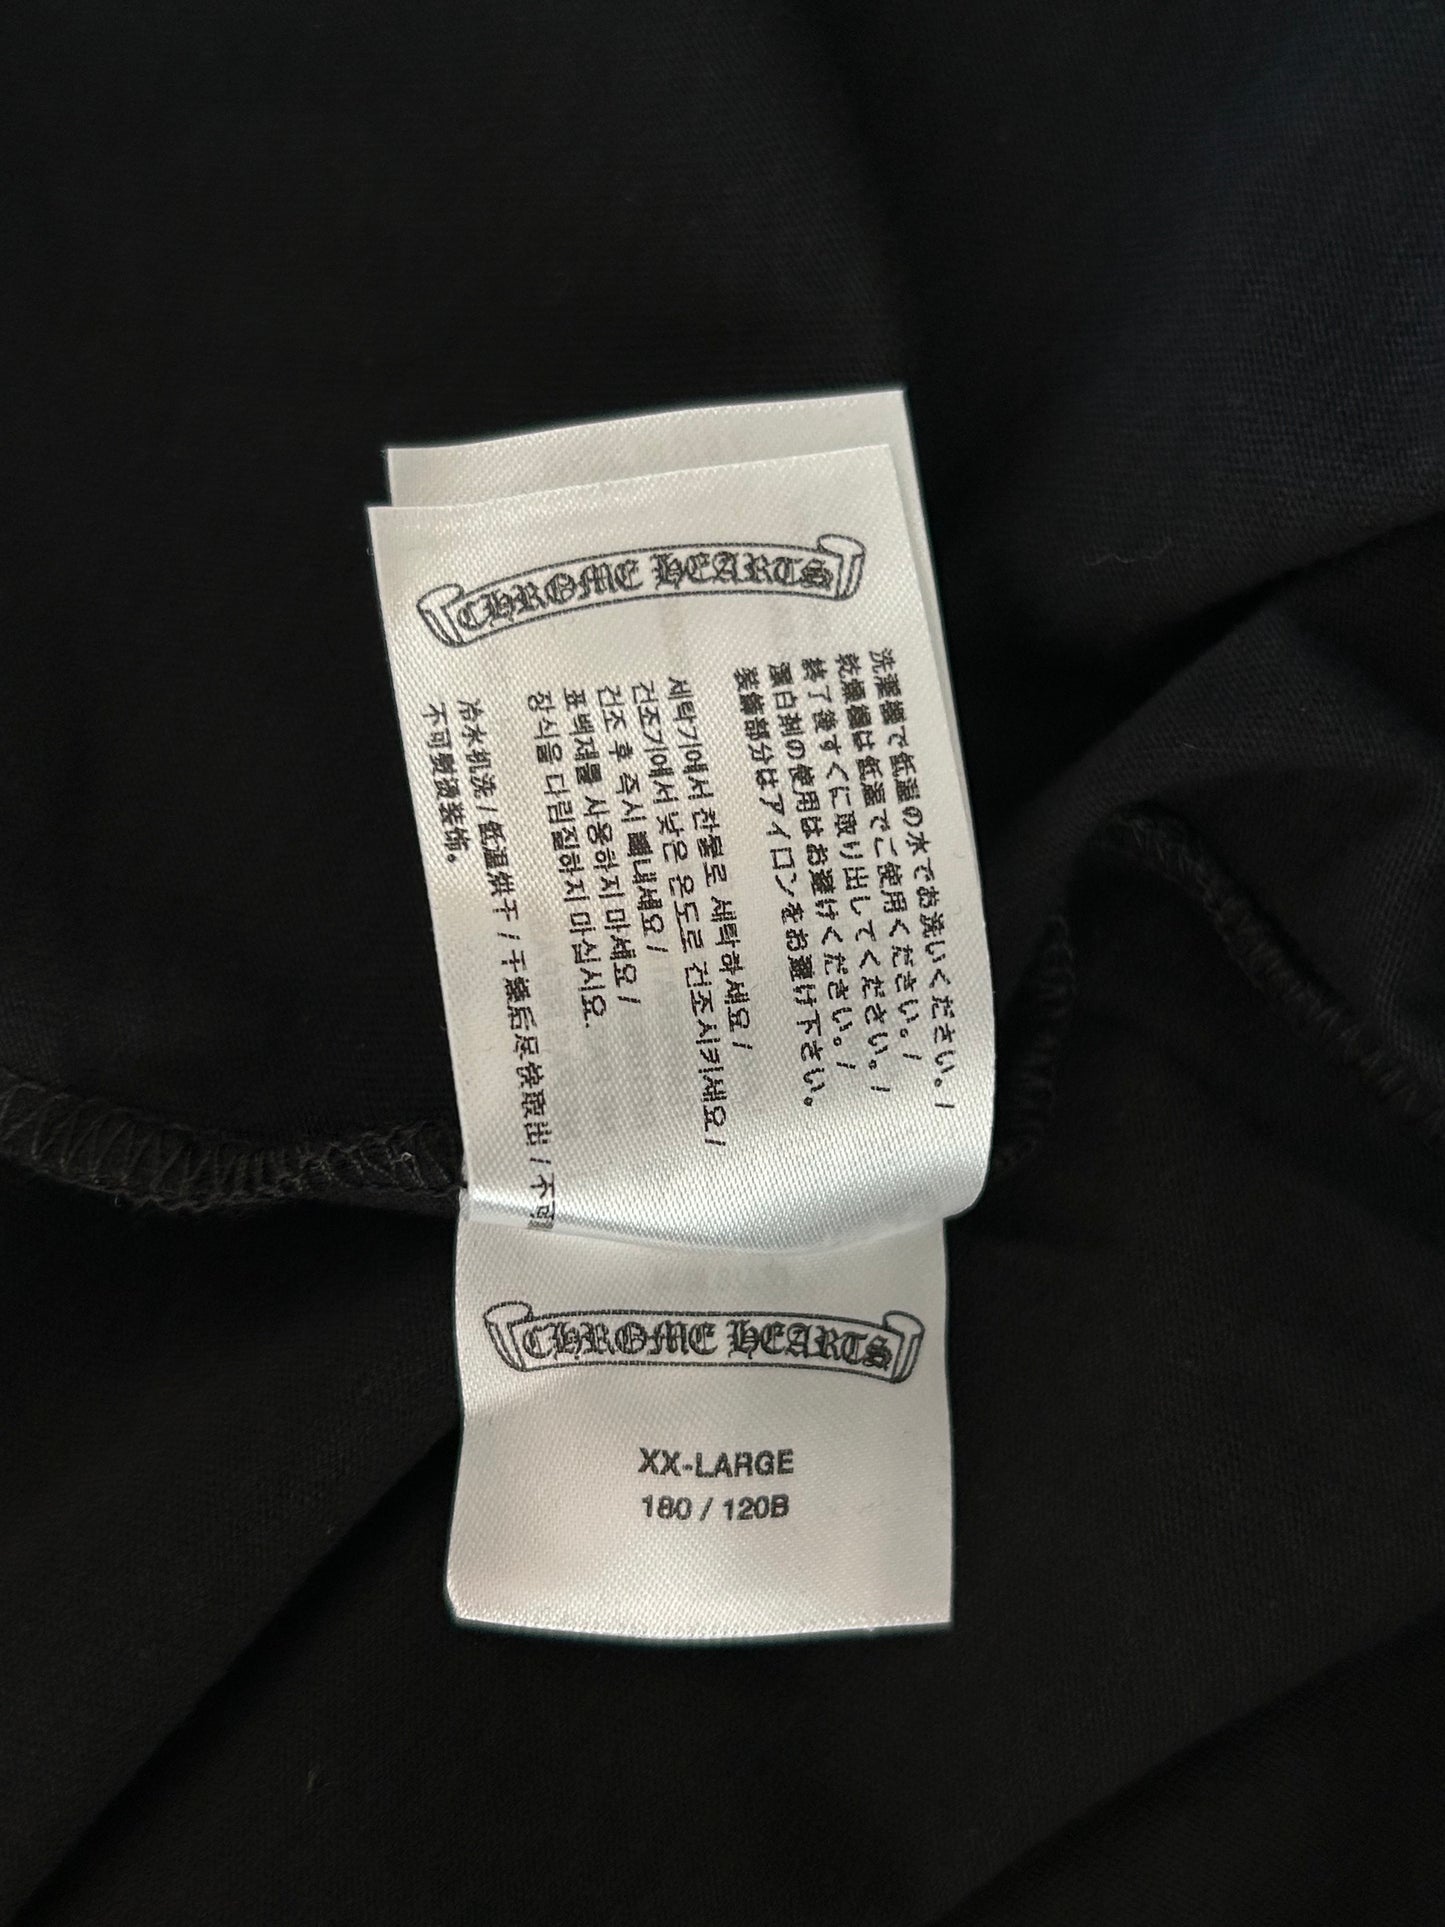 CHROME HEARTS
洗濯機で低温の水でお洗いください。/
乾燥機は低温でご使用ください。/
終了後すぐに取り出してください。/
漂白剤の使用はお避けください。/
装飾部分はアイロンをお避け下さい。
세탁기에서 찬물로 세탁하세요 /
건조기에서 낮은 온도로 건조시키세요 /
건조 후 즉시 빼내세요 /
표백제를 사용하지 마세요 /
장식을 다림질하지 마십시요.
冷水机洗 / 低温烘干 / 干燥后尽快取出 / 不可
不可熨烫装饰。
CHROME HEARTS
XX-LARGE
180 / 120B